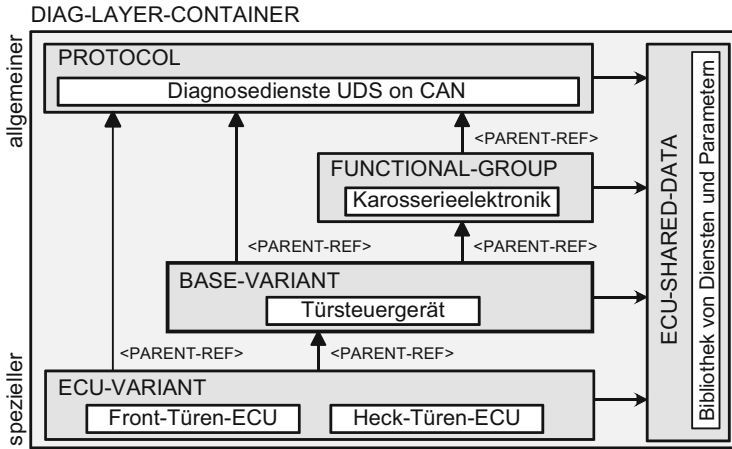 DIAG-LAYER-CONTAINER
allgemeiner
PROTOCOL
Diagnosedienste UDS on CAN
<PARENT-REF>
FUNCTIONAL-GROUP
Karosserieelektronik
<PARENT-REF>
<PARENT-REF>
BASE-VARIANT
Türsteuergerät
<PARENT-REF>
<PARENT-REF>
spezieller
ECU-VARIANT
Front-Türen-ECU
Heck-Türen-ECU
ECU-SHARED-DATA
Bibliothek von Diensten und Parametern